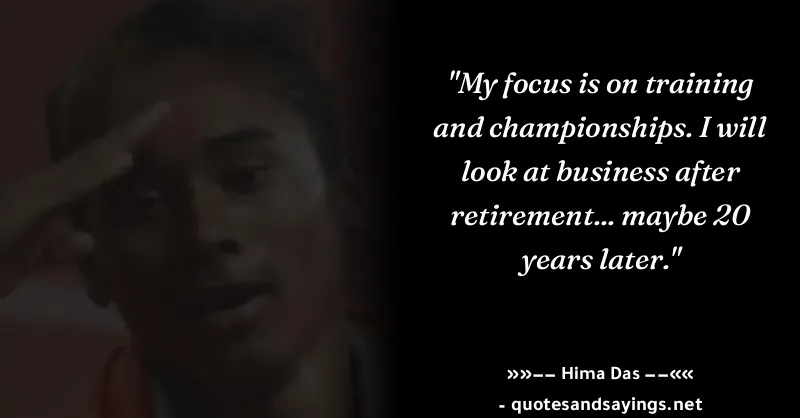 "My focus is on training
and championships. I will
look at business after
retirement... maybe 20
years later."
»»−− Hima Das −−««
- quotesandsayings.net